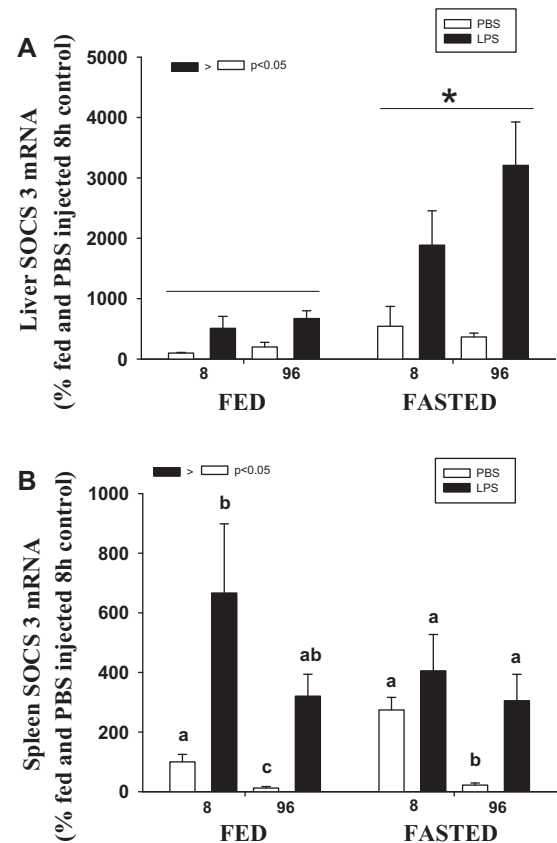 A
PBS
LPS
> p<0.05
Liver SOCS 3 mRNA
(% fed and PBS injected 8h control)
5000
4000
3000
2000
1000
0
*
8
96
8
96
FED
FASTED
B
PBS
LPS
> p<0.05
Spleen SOCS 3 mRNA
(% fed and PBS injected 8h control)
1000
800
600
400
200
0
a
b
c
ab
a
a
b
a
8
96
8
96
FED
FASTED